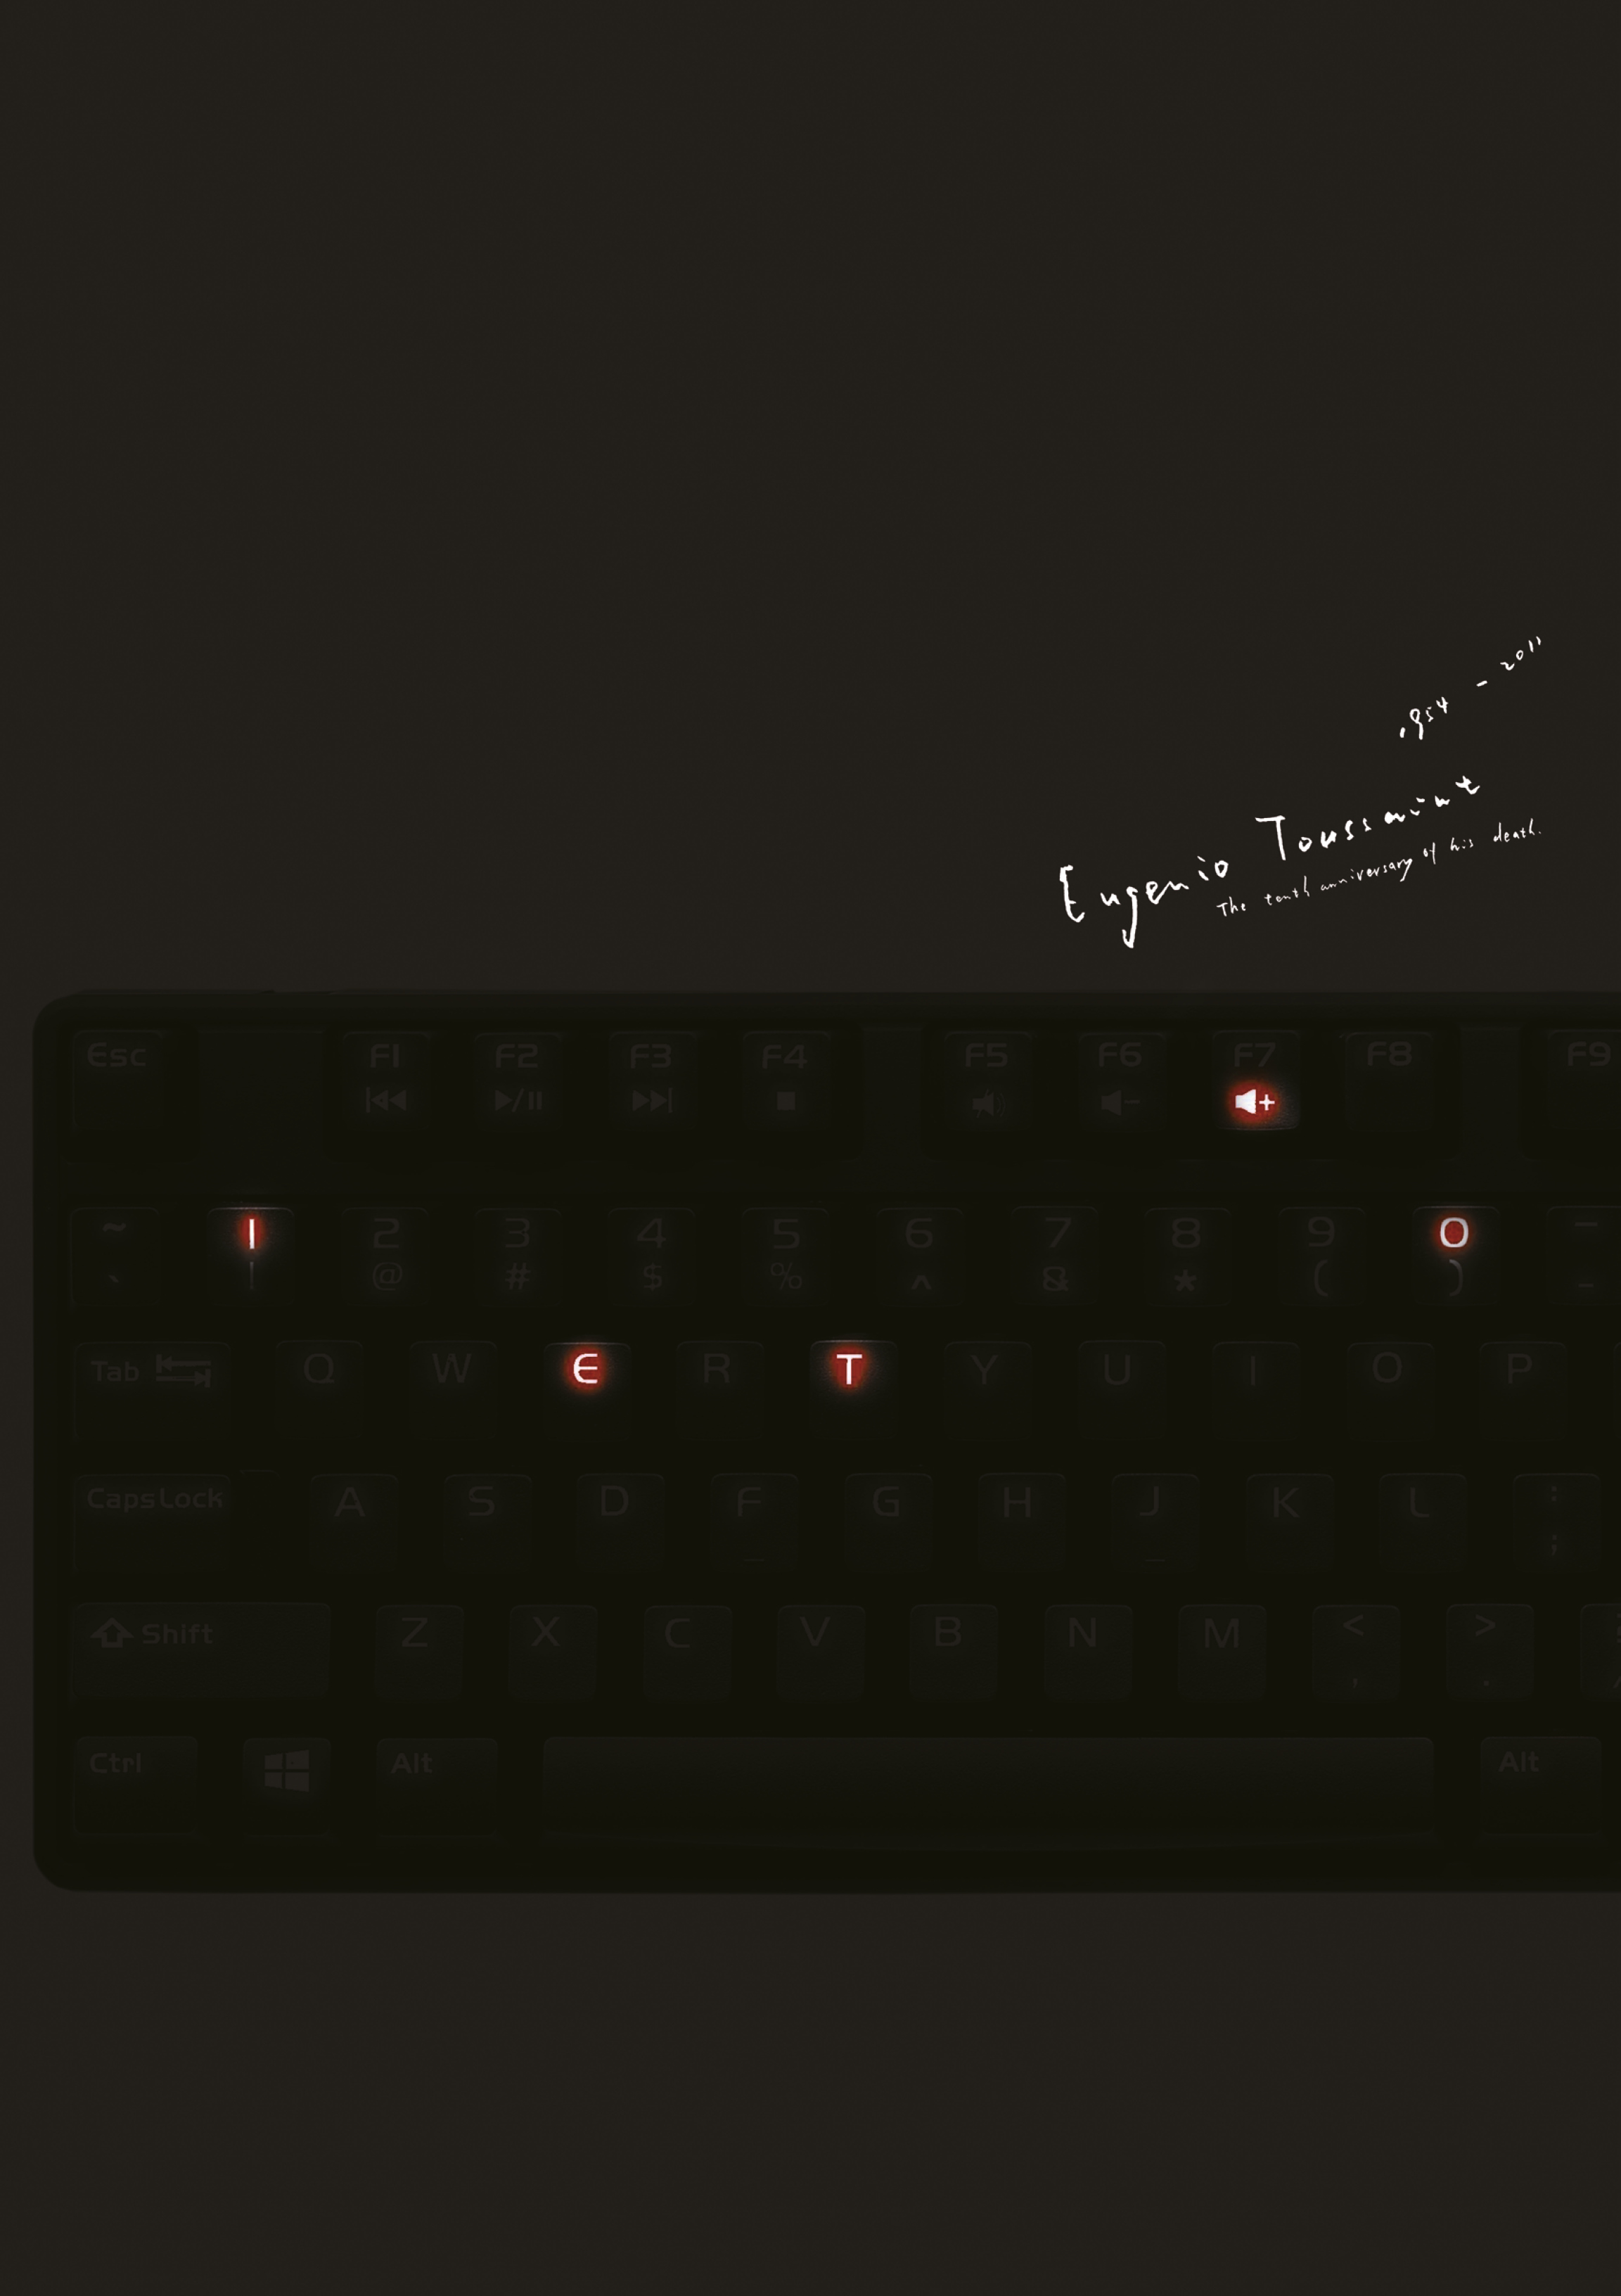 1954 - 2011
Eugenio Toussaint
The tenth anniversary of his death.
Esc F1 F2 F3 F4 F5 F6 F7 F8 F9
~ 1 2 3 4 5 6 7 8 9 0 -
` ! @ # $ % ^ & * ( ) _
Tab Q W E R T Y U I O P
CapsLock A S D F G H J K L :
;
Shift Z X C V B N M < >
, .
Ctrl Alt Alt